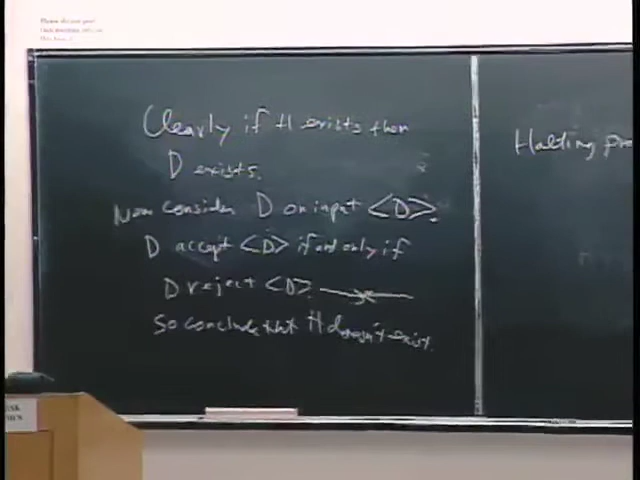 Clearly if H exists then
D exists.
Now consider D on input <D>.
D accept <D> if and only if
D reject <D>.
So conclude that H doesn't exist.
Halting pro